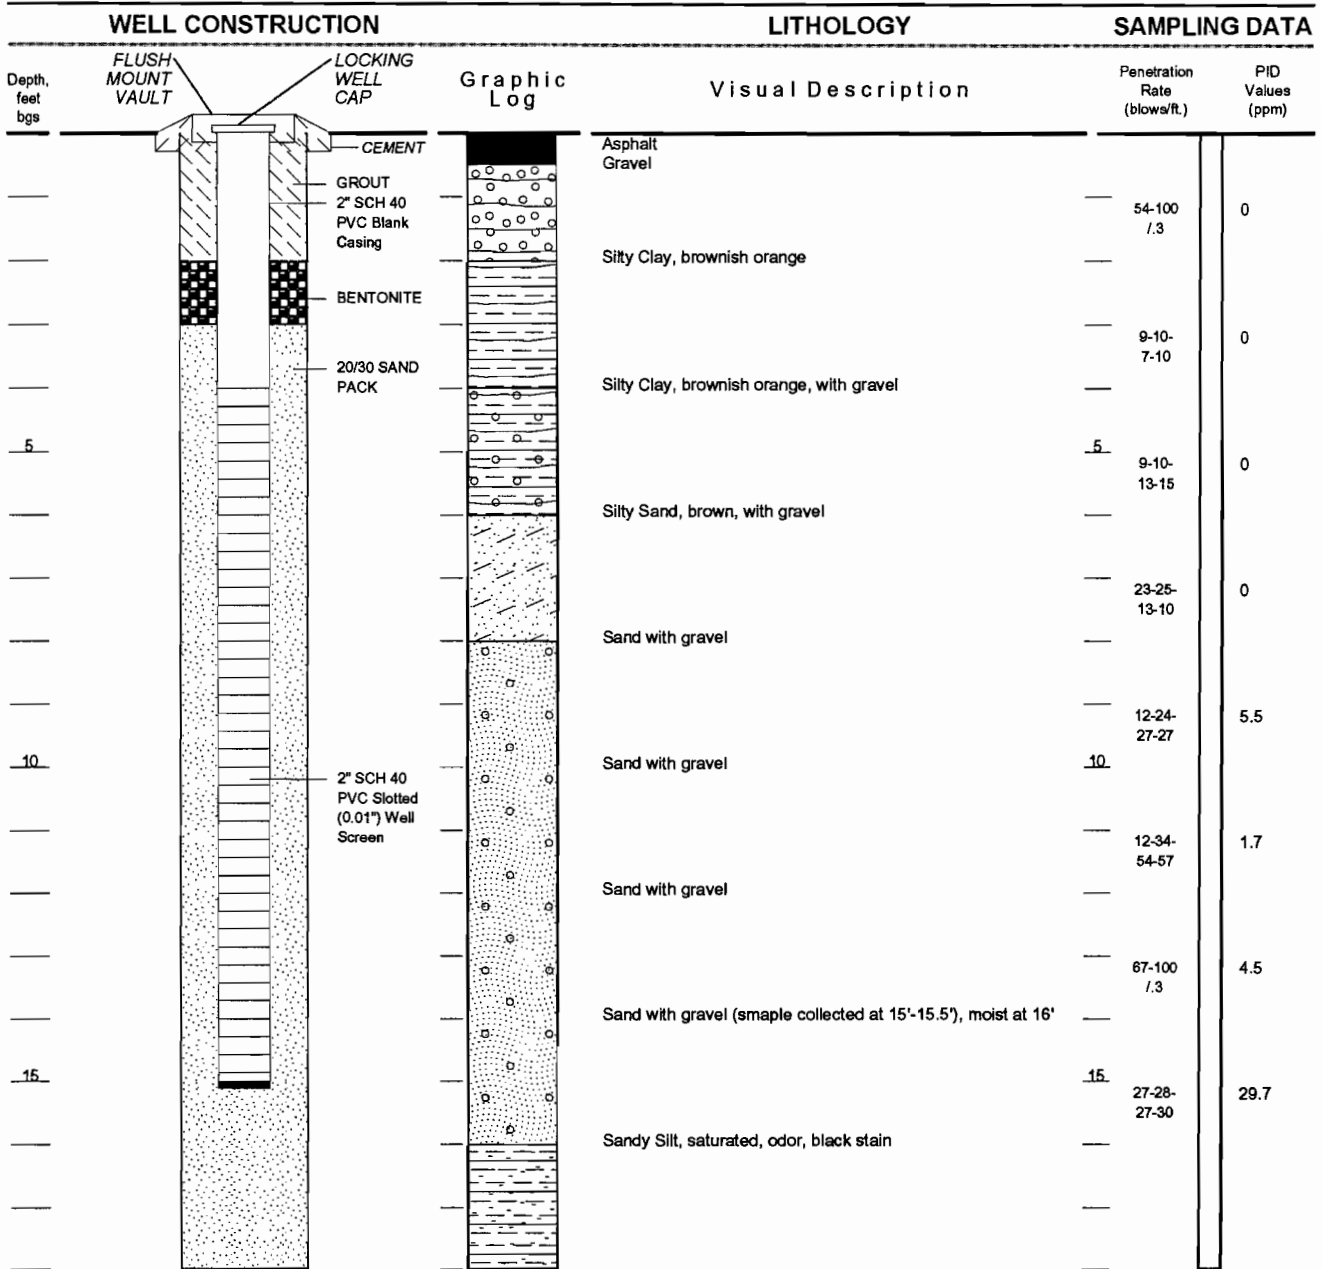 WELL CONSTRUCTION
LITHOLOGY
SAMPLING DATA
Depth,
feet
bgs
FLUSH
MOUNT
VAULT
LOCKING
WELL
CAP
Graphic
Log
Visual Description
Penetration
Rate
(blows/ft.)
PID
Values
(ppm)
CEMENT
Asphalt
Gravel
GROUT
2" SCH 40
PVC Blank
Casing
54-100
/.3
0
Silty Clay, brownish orange
BENTONITE
9-10-
7-10
0
20/30 SAND
PACK
Silty Clay, brownish orange, with gravel
5
5
9-10-
13-15
0
Silty Sand, brown, with gravel
23-25-
13-10
0
Sand with gravel
12-24-
27-27
5.5
10
Sand with gravel
10
2" SCH 40
PVC Slotted
(0.01") Well
Screen
12-34-
54-57
1.7
Sand with gravel
67-100
/.3
4.5
Sand with gravel (smaple collected at 15'-15.5'), moist at 16'
15
15
27-28-
27-30
29.7
Sandy Silt, saturated, odor, black stain